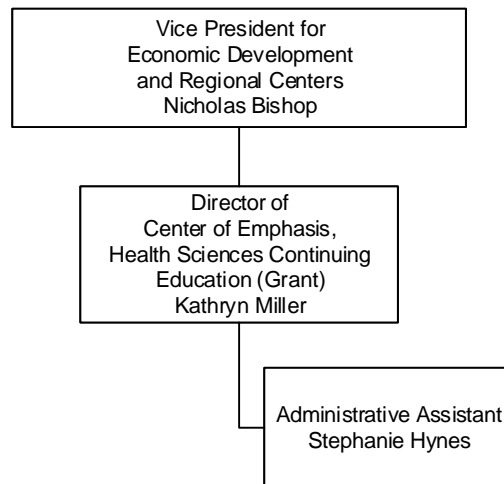 Vice President for
Economic Development
and Regional Centers
Nicholas Bishop
Director of
Center of Emphasis,
Health Sciences Continuing
Education (Grant)
Kathryn Miller
Administrative Assistant
Stephanie Hynes